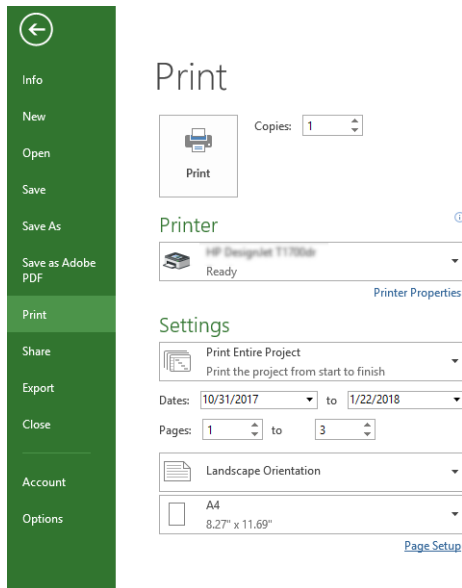 Info
New
Open
Save
Save As
Save as Adobe
PDF
Print
Share
Export
Close
Account
Options
Print
Copies: 1
Print
Printer
Ready
Printer Properties
Settings
Print Entire Project
Print the project from start to finish
Dates: 10/31/2017 to 1/22/2018
Pages: 1 to 3
Landscape Orientation
A4
8.27" x 11.69"
Page Setup